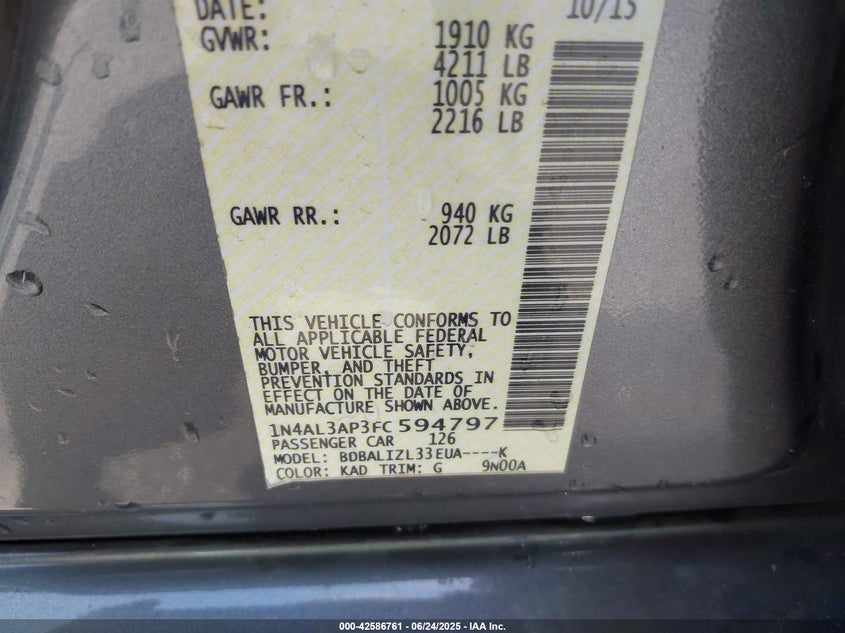 DATE: 10/15
GVWR: 1910 KG
4211 LB
GAWR FR.: 1005 KG
2216 LB
GAWR RR.: 940 KG
2072 LB
THIS VEHICLE CONFORMS TO
ALL APPLICABLE FEDERAL
MOTOR VEHICLE SAFETY,
BUMPER, AND THEFT
PREVENTION STANDARDS IN
EFFECT ON THE DATE OF
MANUFACTURE SHOWN ABOVE.
1N4AL3AP3FC594797
PASSENGER CAR 126
MODEL: BDBALIZL33EUA----K
COLOR: KAD TRIM: G 9N00A
000-42586761 - 06/24/2025 - IAA Inc.